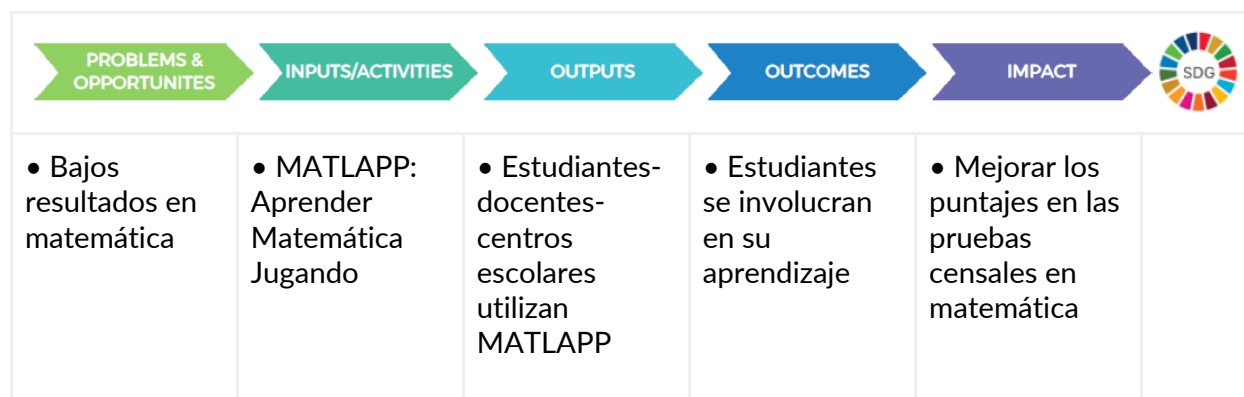 PROBLEMS &
OPPORTUNITES
INPUTS/ACTIVITIES
OUTPUTS
OUTCOMES
IMPACT
SDG
• Bajos
resultados en
matemática
• MATLAPP:
Aprender
Matemática
Jugando
• Estudiantes-
docentes-
centros
escolares
utilizan
MATLAPP
• Estudiantes
se involucran
en su
aprendizaje
• Mejorar los
puntajes en las
pruebas
censales en
matemática